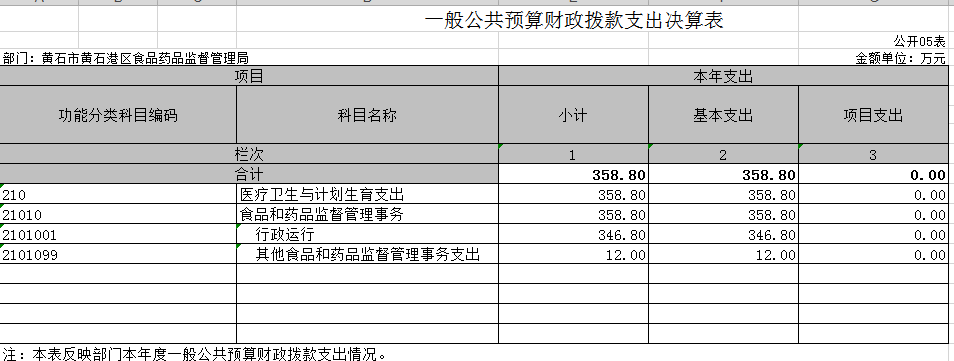 一般公共预算财政拨款支出决算表
公开05表
部门：黄石市黄石港区食品药品监督管理局 金额单位：万元
项目 本年支出
功能分类科目编码 科目名称 小计 基本支出 项目支出
栏次 1 2 3
合计 358.80 358.80 0.00
210 医疗卫生与计划生育支出 358.80 358.80 0.00
21010 食品和药品监督管理事务 358.80 358.80 0.00
2101001 行政运行 346.80 346.80 0.00
2101099 其他食品和药品监督管理事务支出 12.00 12.00 0.00
注：本表反映部门本年度一般公共预算财政拨款支出情况。